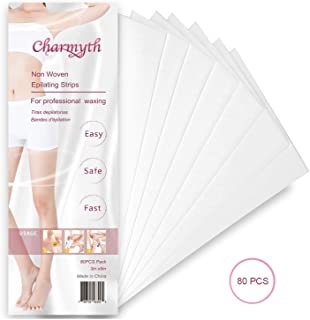 Charmyth
Non Woven
Epilating Strips
For professional waxing
Tiras depilatorias
Bandes d'épilation
Easy
Safe
Fast
USAGE
80PCS Pack
Made in China
80 PCS